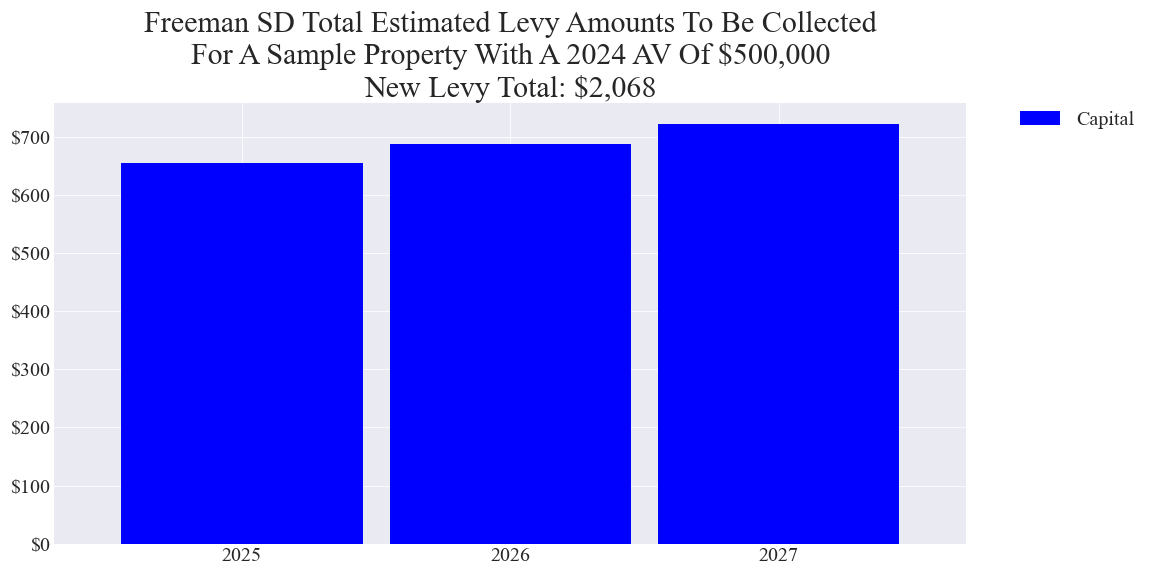 Freeman SD Total Estimated Levy Amounts To Be Collected
For A Sample Property With A 2024 AV Of $500,000
New Levy Total: $2,068
Capital
$700
$600
$500
$400
$300
$200
$100
$0
2025 2026 2027